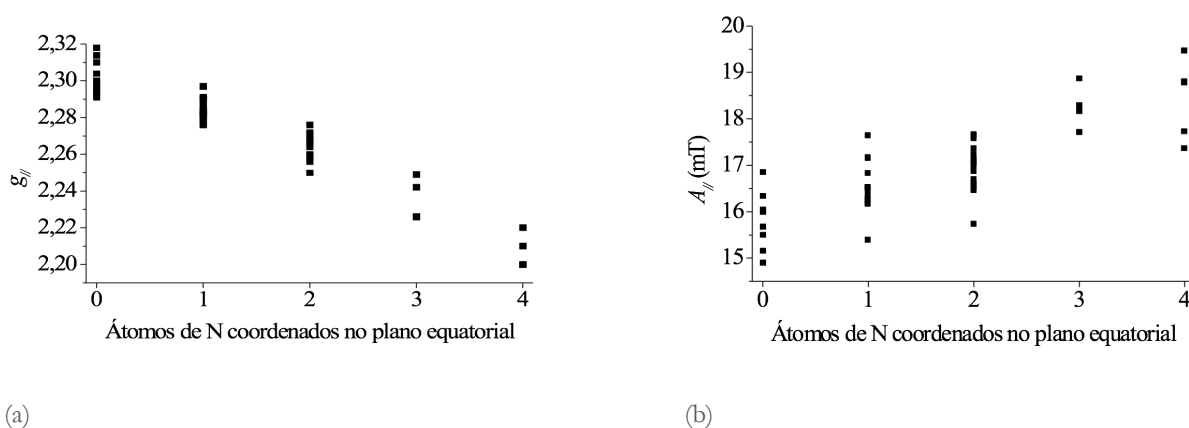 2,32
2,30
2,28
2,26
2,24
2,22
2,20
g//
0 1 2 3 4
Átomos de N coordenados no plano equatorial
(a)
20
19
18
17
16
15
A// (mT)
0 1 2 3 4
Átomos de N coordenados no plano equatorial
(b)